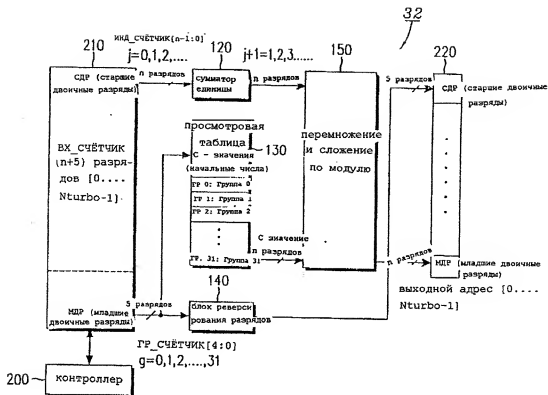 32
ИНД_СЧЁТЧИК[n-1:0]
j=0,1,2,....
j+1=1,2,3......
210
120
150
220
СДР (старшие
двоичные разряды)
n разрядов
сумматор
единицы
n разрядов
5 разрядов
СДР (старшие
двоичные
разряды)
ВХ_СЧЁТЧИК
(n+5) разря-
дов [0....
Nturbo-1]
просмотровая
таблица
130
С - значения
(начальные числа)
ГР 0: Группа 0
ГР 1: Группа 1
ГР 2: Группа 2
ГР. 31: Группа 31
перемножение
и сложение
по модулю
С значение
n разрядов
n разрядов
МДР (младшие двоичные
разряды)
выходной адрес [0....
Nturbo-1]
5 разрядов
МДР (младшие
двоичные разряды)
140
блок реверси
рования разрядов
ГР_СЧЁТЧИК[4:0]
g=0,1,2,....,31
200
контроллер